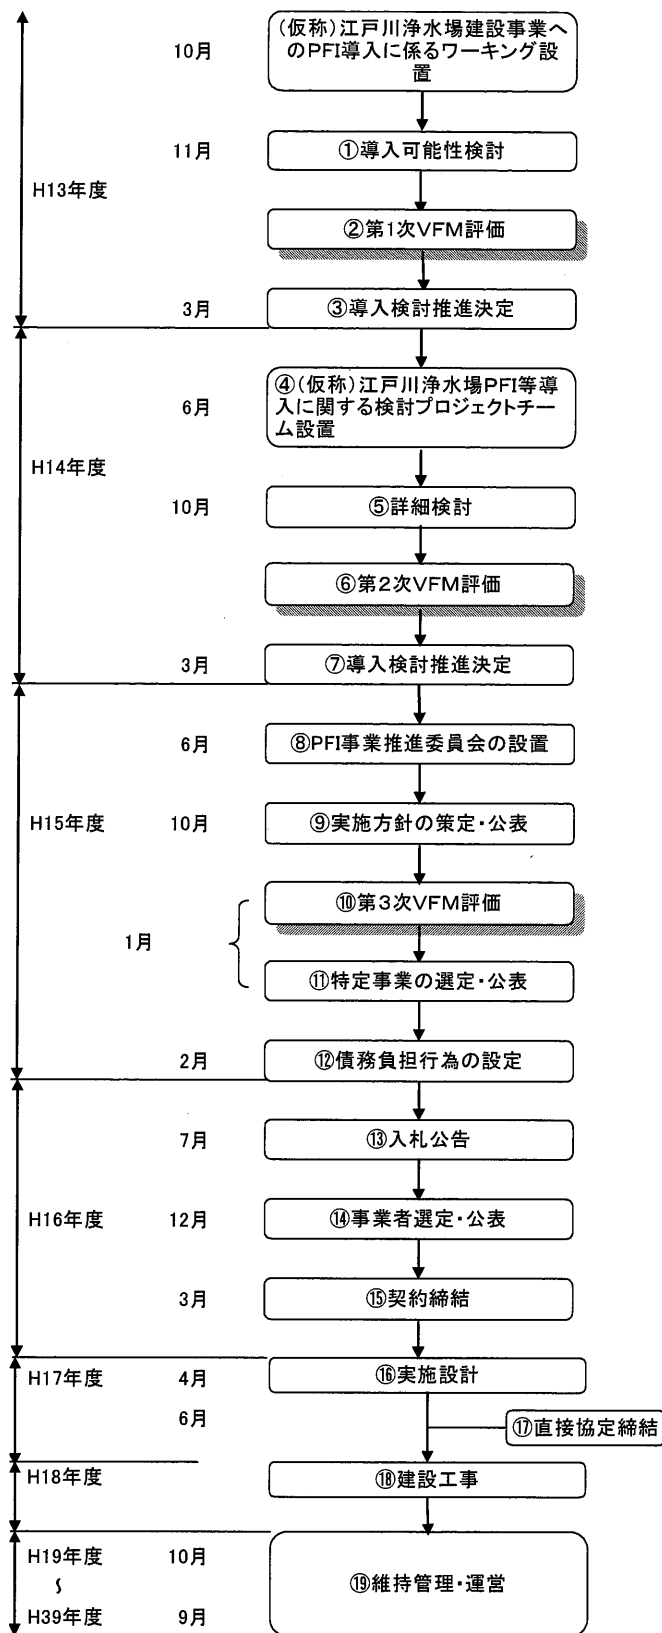 (仮称)江戸川浄水場建設事業へ
のPFI導入に係るワーキング設
置
10月
11月
①導入可能性検討
H13年度
②第1次VFM評価
3月
③導入検討推進決定
④(仮称)江戸川浄水場PFI等導
入に関する検討プロジェクトチー
ム設置
6月
H14年度
10月
⑤詳細検討
⑥第2次VFM評価
3月
⑦導入検討推進決定
6月
⑧PFI事業推進委員会の設置
H15年度
10月
⑨実施方針の策定・公表
⑩第3次VFM評価
1月
⑪特定事業の選定・公表
2月
⑫債務負担行為の設定
7月
⑬入札公告
H16年度
12月
⑭事業者選定・公表
3月
⑮契約締結
H17年度
4月
⑯実施設計
6月
⑰直接協定締結
H18年度
⑱建設工事
H19年度
10月
~
⑲維持管理・運営
H39年度
9月